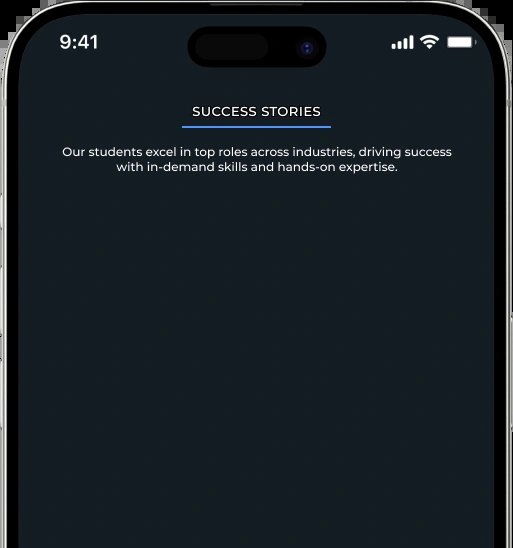 9:41
SUCCESS STORIES
Our students excel in top roles across industries, driving success
with in-demand skills and hands-on expertise.